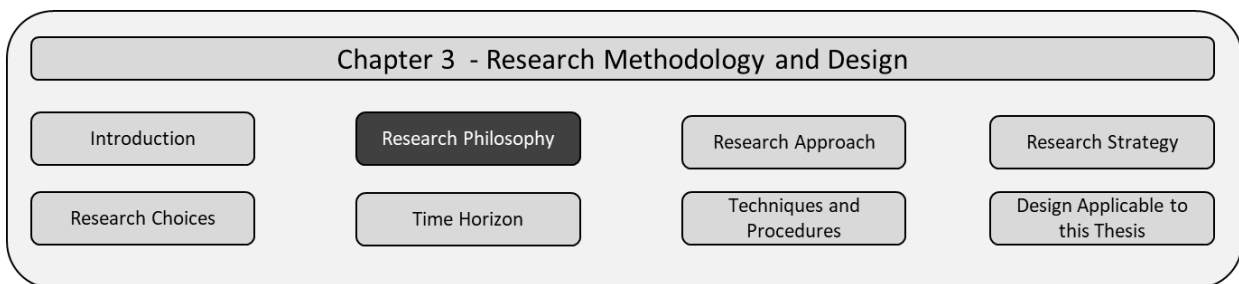 Chapter 3 - Research Methodology and Design
Introduction
Research Philosophy
Research Approach
Research Strategy
Research Choices
Time Horizon
Techniques and
Procedures
Design Applicable to
this Thesis